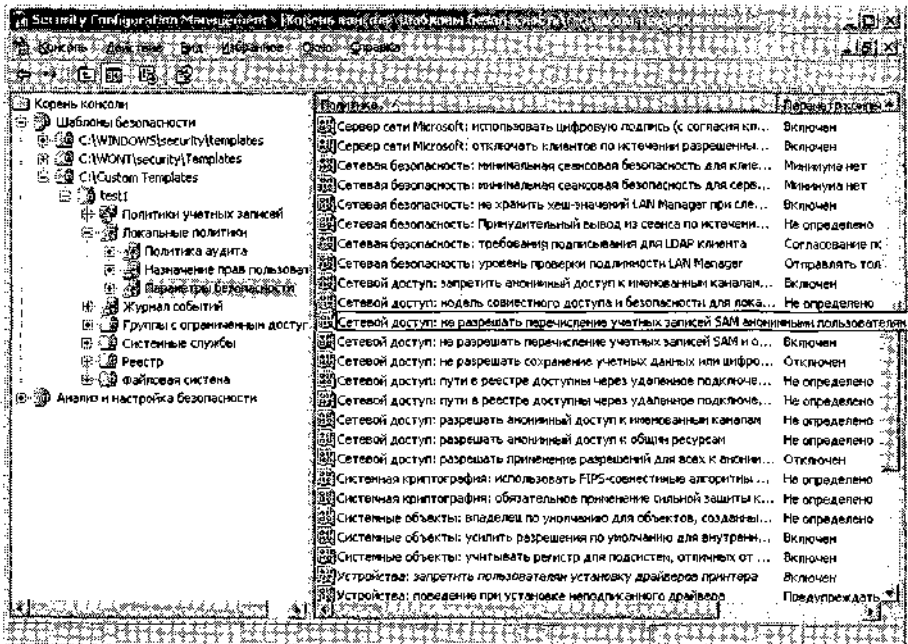 Security Configuration Management - [Корень консоли\Шаблоны безопасности\
Консоль Действие Вид Избранное Окно Справка
Корень консоли
Шаблоны безопасности
C:\WINDOWS\security\templates
C:\WONT\security\Templates
C:\Custom Templates
test1
Политики учетных записей
Локальные политики
Политика аудита
Назначение прав пользоват
Параметры безопасности
Журнал событий
Группы с ограниченным доступ
Системные службы
Реестр
Файловая система
Анализ и настройка безопасности
Политика Параметр компь
Сервер сети Microsoft: использовать цифровую подпись (с согласия кл... Включен
Сервер сети Microsoft: отключать клиентов по истечении разрешенны... Включен
Сетевая безопасность: минимальная сеансовая безопасность для клие... Минимума нет
Сетевая безопасность: минимальная сеансовая безопасность для серв... Минимума нет
Сетевая безопасность: не хранить хеш-значений LAN Manager при сле... Включен
Сетевая безопасность: Принудительный вывод из сеанса по истечени... Не определено
Сетевая безопасность: требования подписывания для LDAP клиента Согласование пс
Сетевая безопасность: уровень проверки подлинности LAN Manager Отправлять тол
Сетевой доступ: запретить анонимный доступ к именованным каналам... Включен
Сетевой доступ: модель совместного доступа и безопасности для лока... Не определено
Сетевой доступ: не разрешать перечисление учетных записей SAM анонимными пользователям
Сетевой доступ: не разрешать перечисление учетных записей SAM и о... Включен
Сетевой доступ: не разрешать сохранение учетных данных или цифро... Отключен
Сетевой доступ: пути в реестре доступны через удаленное подключе... Не определено
Сетевой доступ: пути в реестре доступны через удаленное подключе... Не определено
Сетевой доступ: разрешать анонимный доступ к именованным каналам Не определено
Сетевой доступ: разрешать анонимный доступ к общим ресурсам Не определено
Сетевой доступ: разрешать применение разрешений для всех к аноним... Отключен
Системная криптография: использовать FIPS-совместимые алгоритмы ... Не определено
Системная криптография: обязательное применение сильной защиты к... Не определено
Системные объекты: владелец по умолчанию для объектов, созданны... Не определено
Системные объекты: усилить разрешения по умолчанию для внутренн... Включен
Системные объекты: учитывать регистр для подсистем, отличных от ... Включен
Устройства: запретить пользователям установку драйверов принтера Включен
Устройства: поведение при установке неподписанного драйвера Предупреждать